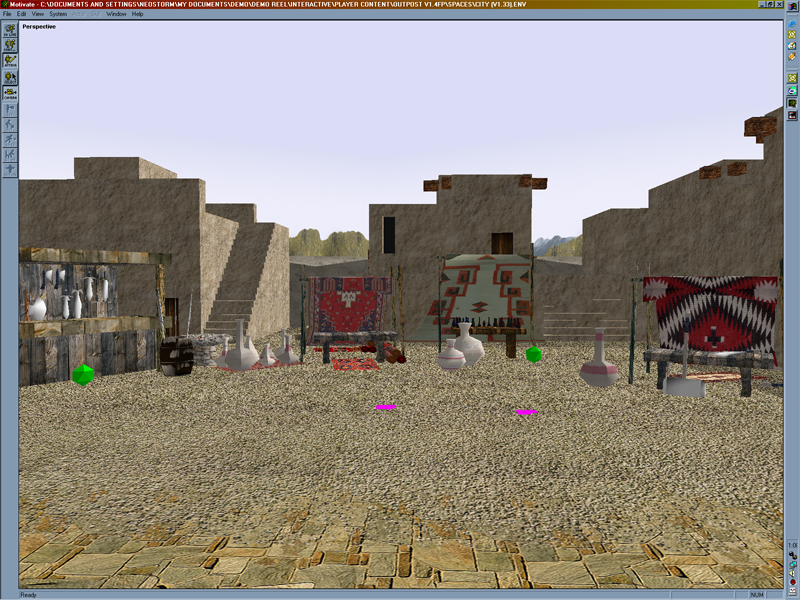 Motivate - C:\DOCUMENTS AND SETTINGS\NEOSTORM\MY DOCUMENTS\DEMO\DEMO REEL\INTERACTIVE\PLAYER CONTENT\OUTPOST V1.4FP\SPACES\CITY (V1.33).ENV
File Edit View System Window Help
Perspective
Ready
NUM